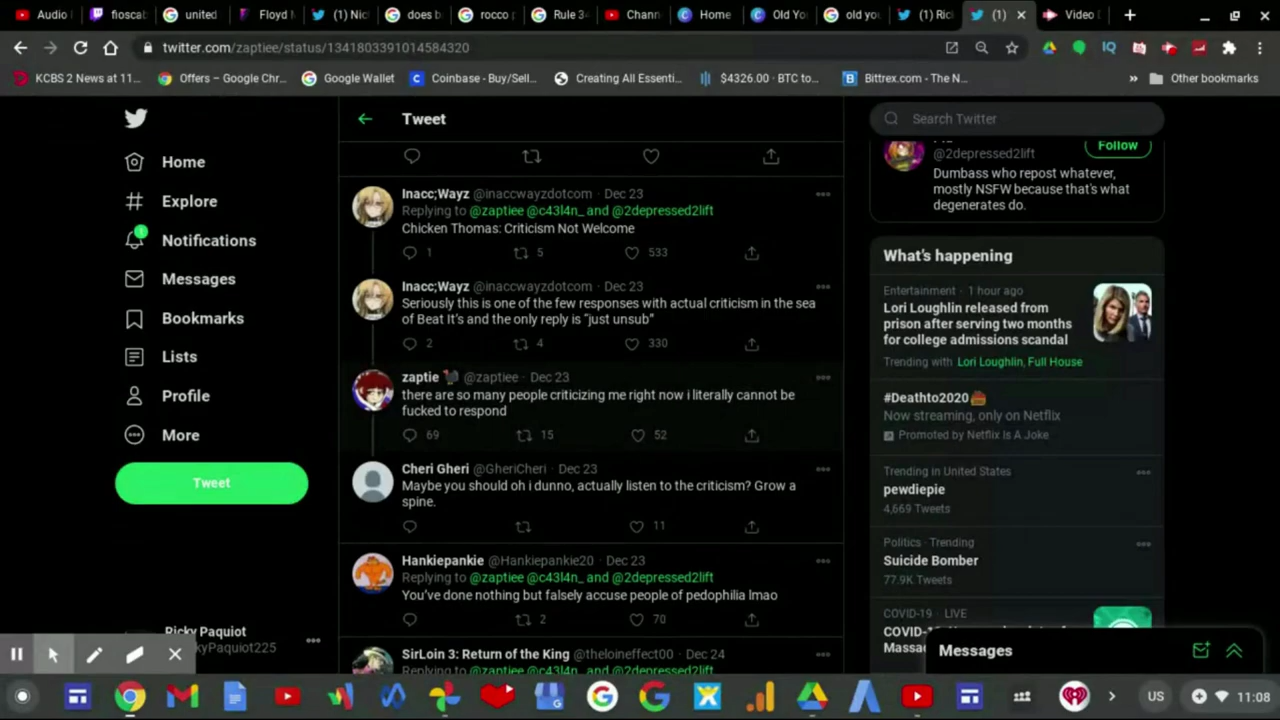 Audio
fioscab
united
Floyd M
(1) Nic
does b
rocco p
Rule 34
Chann
Home
Old Yo
old you
(1) Ric
(1)
Video
twitter.com/zaptiee/status/1341803391014584320
KCBS 2 News at 11...
Offers – Google Chr...
Google Wallet
Coinbase - Buy/Sell...
Creating All Essenti...
$4326.00 · BTC to...
Bittrex.com - The N...
Other bookmarks
Home
Explore
1
Notifications
Messages
Bookmarks
Lists
Profile
More
Tweet
Ricky Paquiot
kyPaquiot225
Tweet
Inacc;Wayz @inaccwayzdotcom · Dec 23
Replying to @zaptiee @c43l4n_ and @2depressed2lift
Chicken Thomas: Criticism Not Welcome
1 5 533
Inacc;Wayz @inaccwayzdotcom · Dec 23
Seriously this is one of the few responses with actual criticism in the sea
of Beat It's and the only reply is “just unsub”
2 4 330
zaptie @zaptiee · Dec 23
there are so many people criticizing me right now i literally cannot be
fucked to respond
69 15 52
Cheri Gheri @GheriCheri · Dec 23
Maybe you should oh i dunno, actually listen to the criticism? Grow a
spine.
11
Hankiepankie @Hankiepankie20 · Dec 23
Replying to @zaptiee @c43l4n_ and @2depressed2lift
You've done nothing but falsely accuse people of pedophilia lmao
2 70
SirLoin 3: Return of the King @theloineffect00 · Dec 24
Replying to @zaptiee @c43l4n_ and @2depressed2lift
Search Twitter
@2depressed2lift
Follow
Dumbass who repost whatever,
mostly NSFW because that's what
degenerates do.
What's happening
Entertainment · 1 hour ago
Lori Loughlin released from
prison after serving two months
for college admissions scandal
Trending with Lori Loughlin, Full House
#Deathto2020
Now streaming, only on Netflix
Promoted by Netflix Is A Joke
Trending in United States
pewdiepie
4,669 Tweets
Politics · Trending
Suicide Bomber
77.9K Tweets
COVID-19 · LIVE
COVID-
Massa
Messages
US
11:08